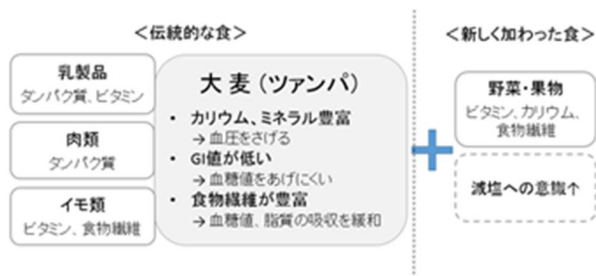 ＜伝統的な食＞
乳製品
タンパク質、ビタミン
肉類
タンパク質
イモ類
ビタミン、食物繊維
大麦（ツァンパ）
• カリウム、ミネラル豊富
→ 血圧をさげる
• GI値が低い
→ 血糖値をあげにくい
• 食物繊維が豊富
→ 血糖値、脂質の吸収を緩和
＋
＜新しく加わった食＞
野菜・果物
ビタミン、カリウム、
食物繊維
減塩への意識↑